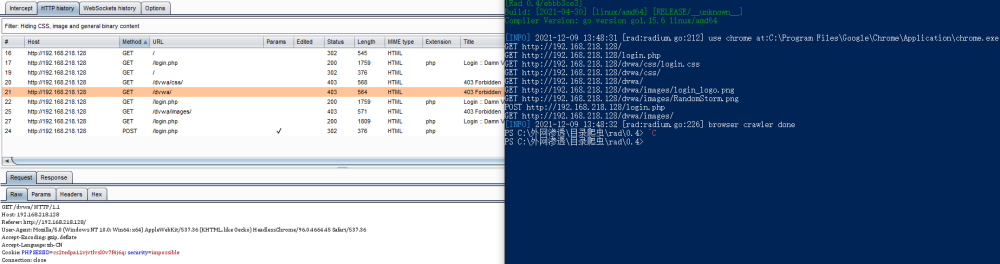 Intercept HTTP history WebSockets history Options
Filter: Hiding CSS, image and general binary content
# Host Method URL Params Edited Status Length MIME type Extension Title
16 http://192.168.218.128 GET / 302 545 HTML
17 http://192.168.218.128 GET /login.php 200 1759 HTML php Login :: Damn V
19 http://192.168.218.128 GET / 302 376 HTML
20 http://192.168.218.128 GET /dvwa/css/ 403 568 HTML 403 Forbidden
21 http://192.168.218.128 GET /dvwa/ 403 564 HTML 403 Forbidden
22 http://192.168.218.128 GET /login.php 200 1759 HTML php Login :: Damn V
25 http://192.168.218.128 GET /dvwa/images/ 403 571 HTML 403 Forbidden
27 http://192.168.218.128 GET /login.php 200 1809 HTML php Login :: Damn V
24 http://192.168.218.128 POST /login.php ✓ 302 376 HTML php
Request Response
Raw Params Headers Hex
GET /dvwa/ HTTP/1.1
Host: 192.168.218.128
Referer: http://192.168.218.128/
User-Agent: Mozilla/5.0 (Windows NT 10.0; Win64; x64) AppleWebKit/537.36 (KHTML, like Gecko) HeadlessChrome/96.0.4664.45 Safari/537.36
Accept-Encoding: gzip, deflate
Accept-Language: zh-CN
Cookie: security=impossible
Connection: close
Build: [2021-04-30] [linux/amd64] [RELEASE/__unknown__]
Compiler Version: go version go1.15.6 linux/amd64
[INFO] 2021-12-09 13:48:31 [rad:radium.go:212] use chrome at:C:\Program Files\Google\Chrome\Application\chrome.exe
GET http://192.168.218.128/
GET http://192.168.218.128/login.php
GET http://192.168.218.128/dvwa/css/login.css
GET http://192.168.218.128/dvwa/css/
GET http://192.168.218.128/dvwa/
GET http://192.168.218.128/dvwa/images/login_logo.png
GET http://192.168.218.128/dvwa/images/RandomStorm.png
POST http://192.168.218.128/login.php
GET http://192.168.218.128/dvwa/images/
[INFO] 2021-12-09 13:48:32 [rad:radium.go:226] browser crawler done
PS C:\外网渗透\目录爬虫\rad\0.4> ^C
PS C:\外网渗透\目录爬虫\rad\0.4>